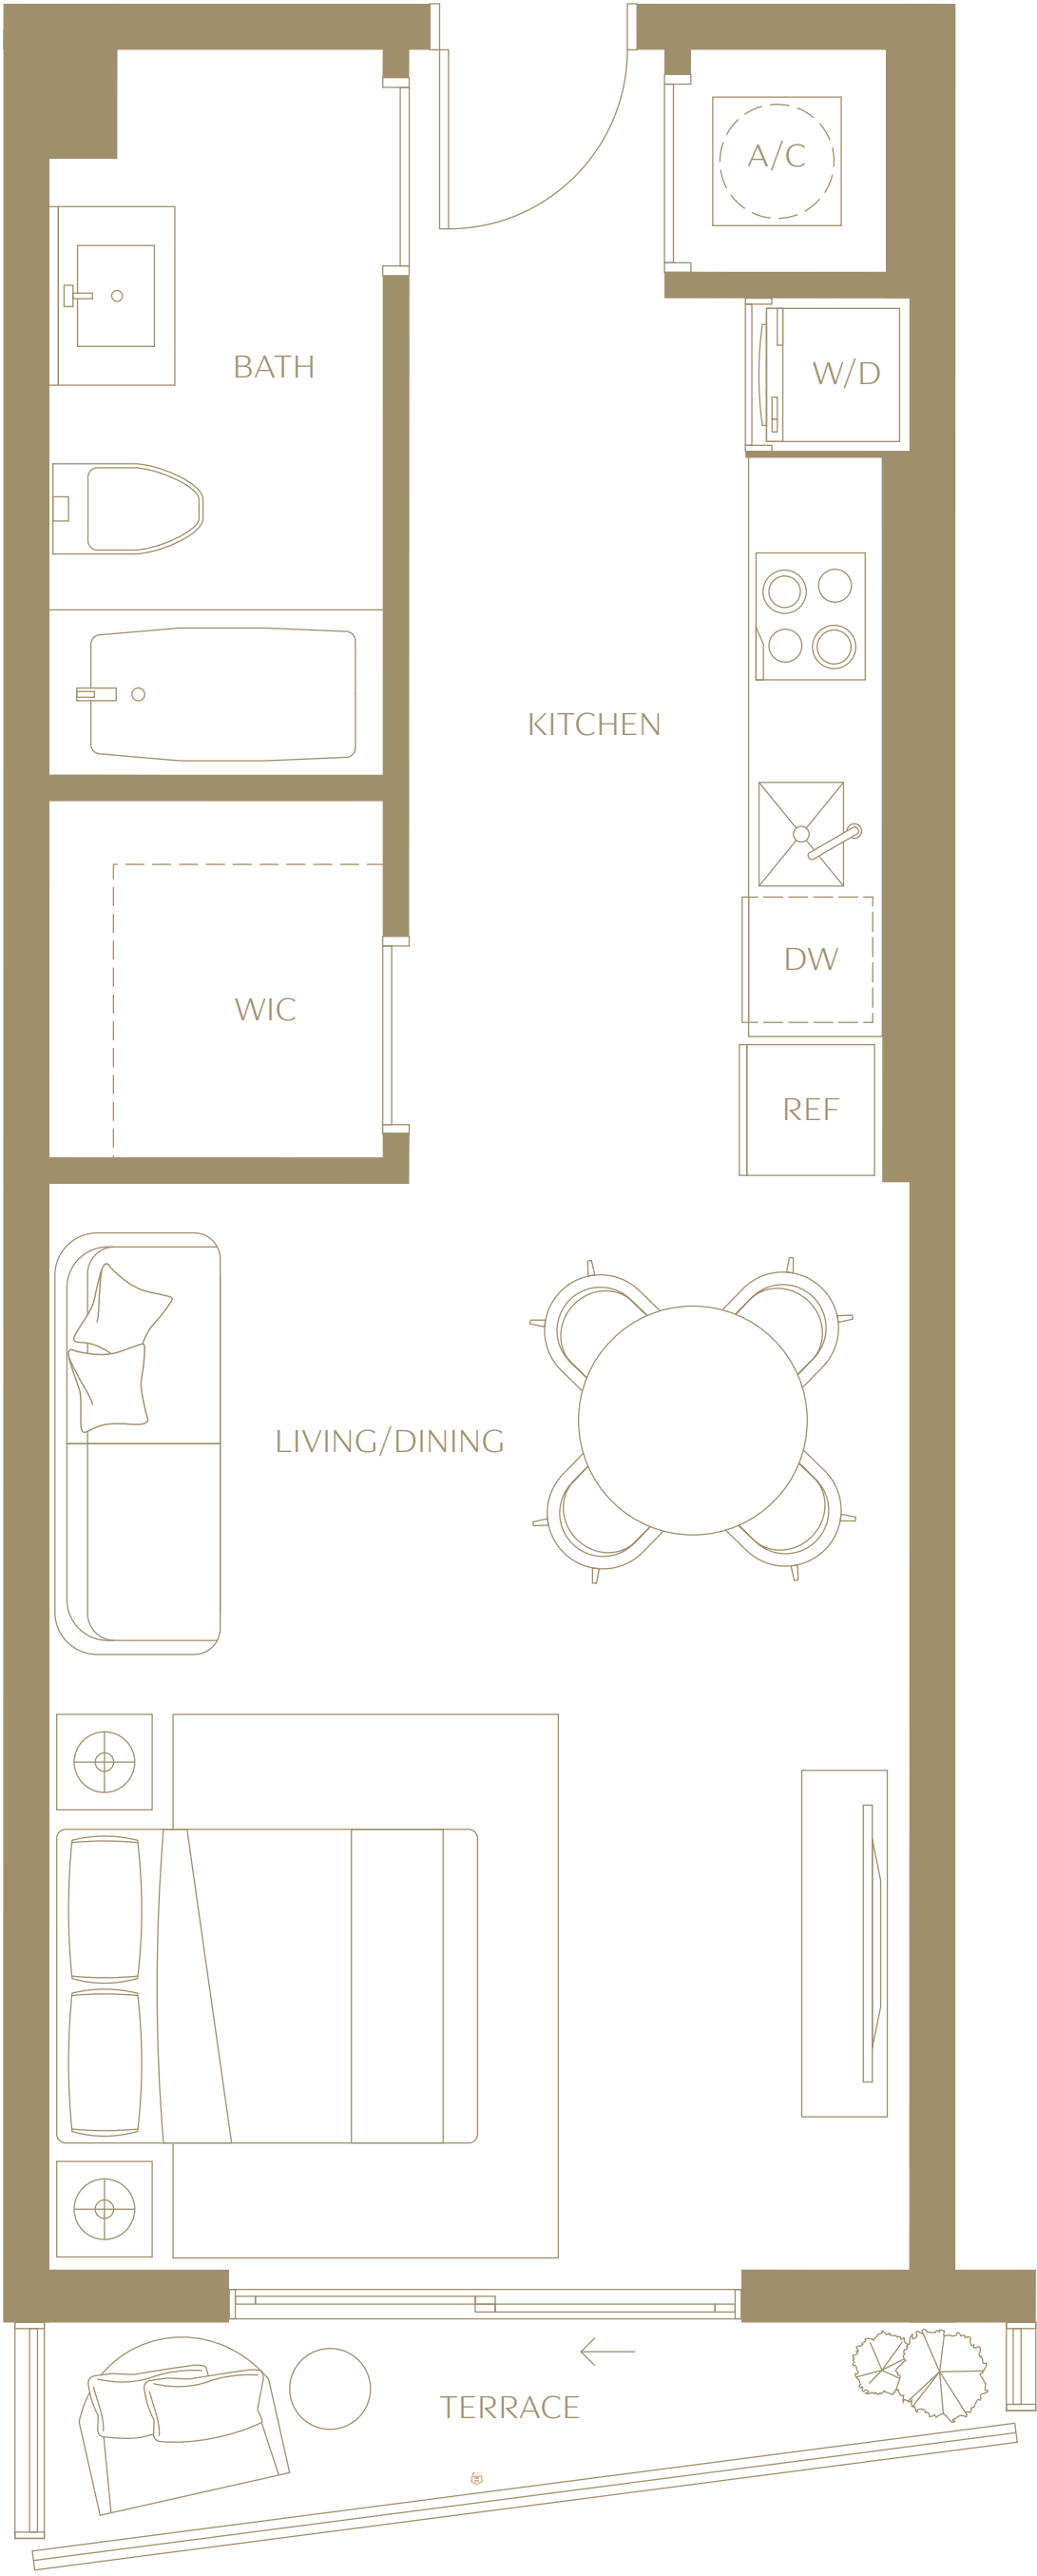 A/C
BATH
W/D
KITCHEN
DW
WIC
REF
LIVING/DINING
TERRACE